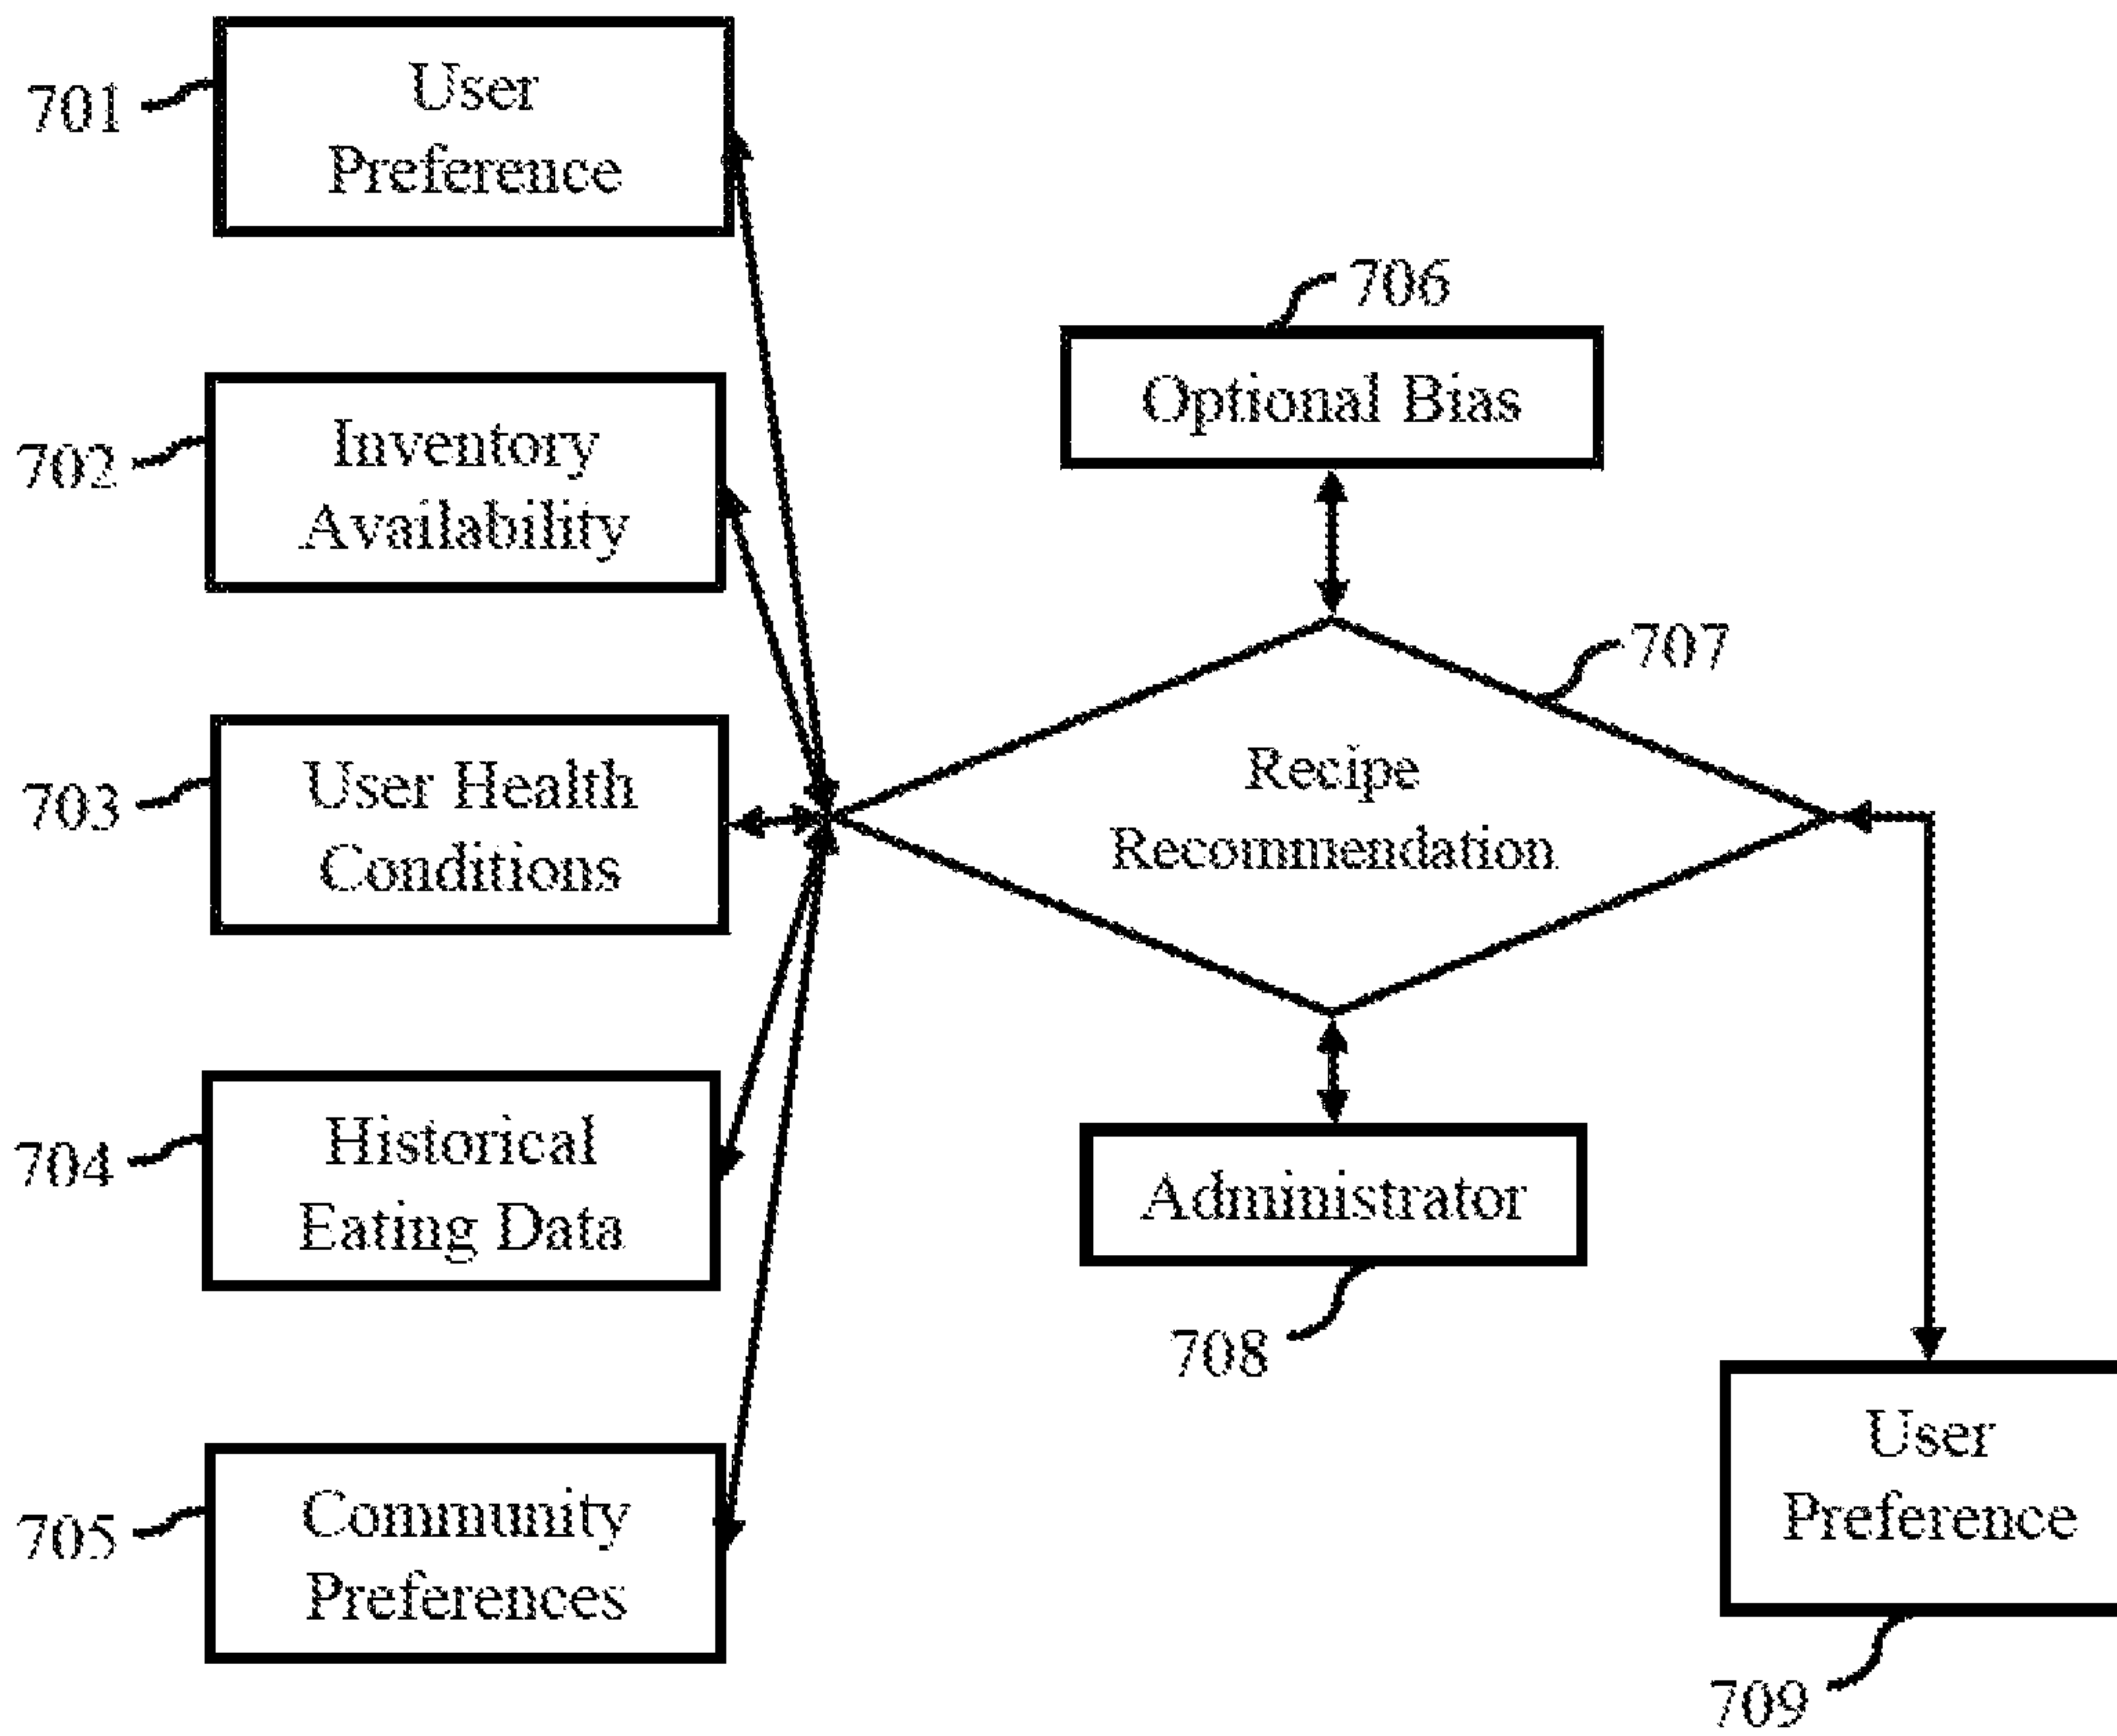 701
User
Preference
702
Inventory
Availability
703
User Health
Conditions
704
Historical
Eating Data
705
Community
Preferences
706
Optional Bias
707
Recipe
Recommendation
Administrator
708
User
Preference
709